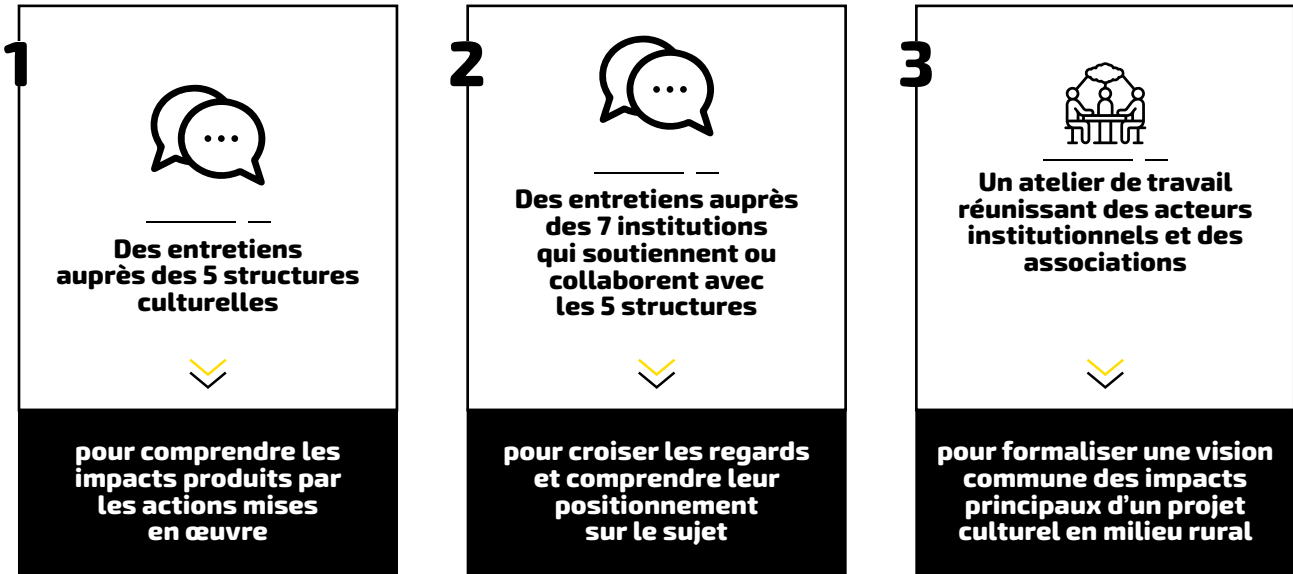 1
Des entretiens
auprès des 5 structures
culturelles
pour comprendre les
impacts produits par
les actions mises
en œuvre
2
Des entretiens auprès
des 7 institutions
qui soutiennent ou
collaborent avec
les 5 structures
pour croiser les regards
et comprendre leur
positionnement
sur le sujet
3
Un atelier de travail
réunissant des acteurs
institutionnels et des
associations
pour formaliser une vision
commune des impacts
principaux d’un projet
culturel en milieu rural